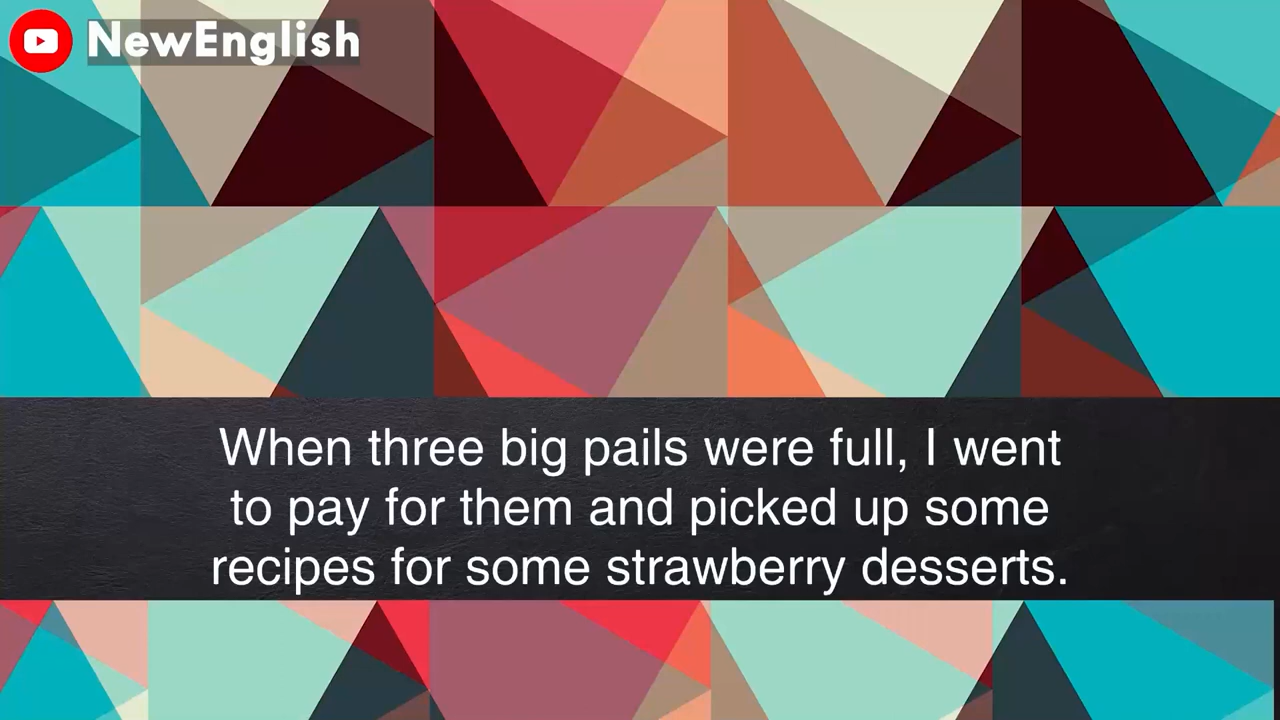 NewEnglish
When three big pails were full, I went
to pay for them and picked up some
recipes for some strawberry desserts.